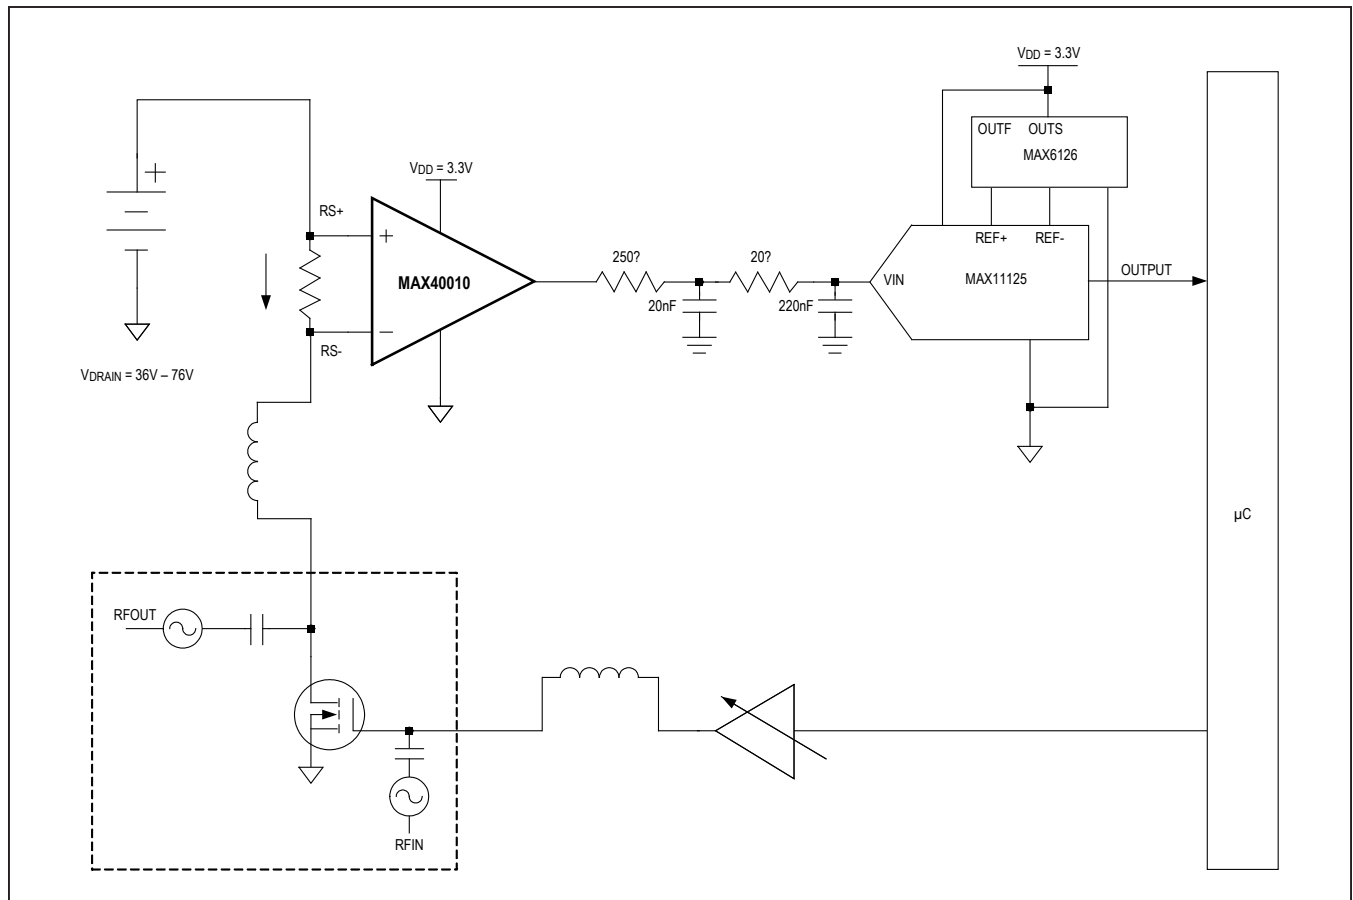 VDD = 3.3V
OUTF OUTS
MAX6126
VDD = 3.3V
RS+
+
+
REF+ REF-
MAX40010
250?
20?
VIN
MAX11125
OUTPUT
20nF
220nF
−
RS-
VDRAIN = 36V – 76V
µC
RFOUT
RFIN